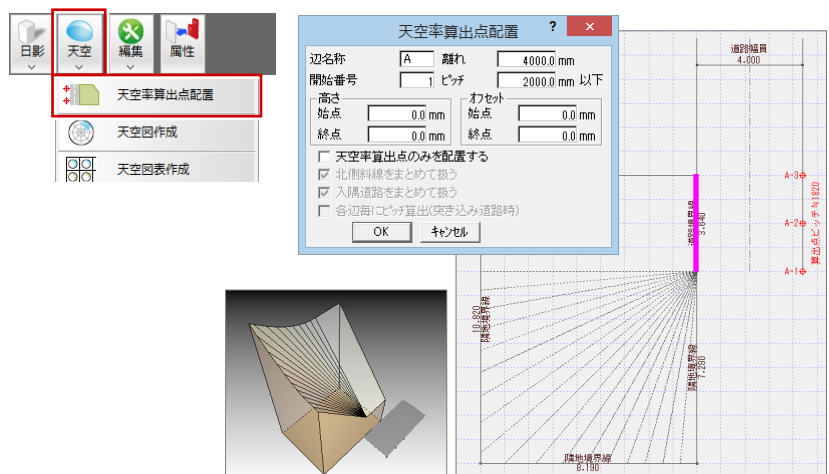 日影
天空
編集
属性
天空率算出点配置
天空図作成
天空図表作成
天空率算出点配置 ? ×
辺名称 A 離れ 4000.0 mm
開始番号 1 ピッチ 2000.0 mm 以下
高さ オフセット
始点 0.0 mm 始点 0.0 mm
終点 0.0 mm 終点 0.0 mm
天空率算出点のみを配置する
北側斜線をまとめて扱う
入隅道路をまとめて扱う
各辺毎にピッチ算出(突き込み道路時)
OK キャンセル
道路幅員
4.000
A-3
A-2
A-1
算出点ピッチ≒1820
道路境界線
3.640
10.920
隣地境界線
隣地境界線
7.280
隣地境界線
8.190